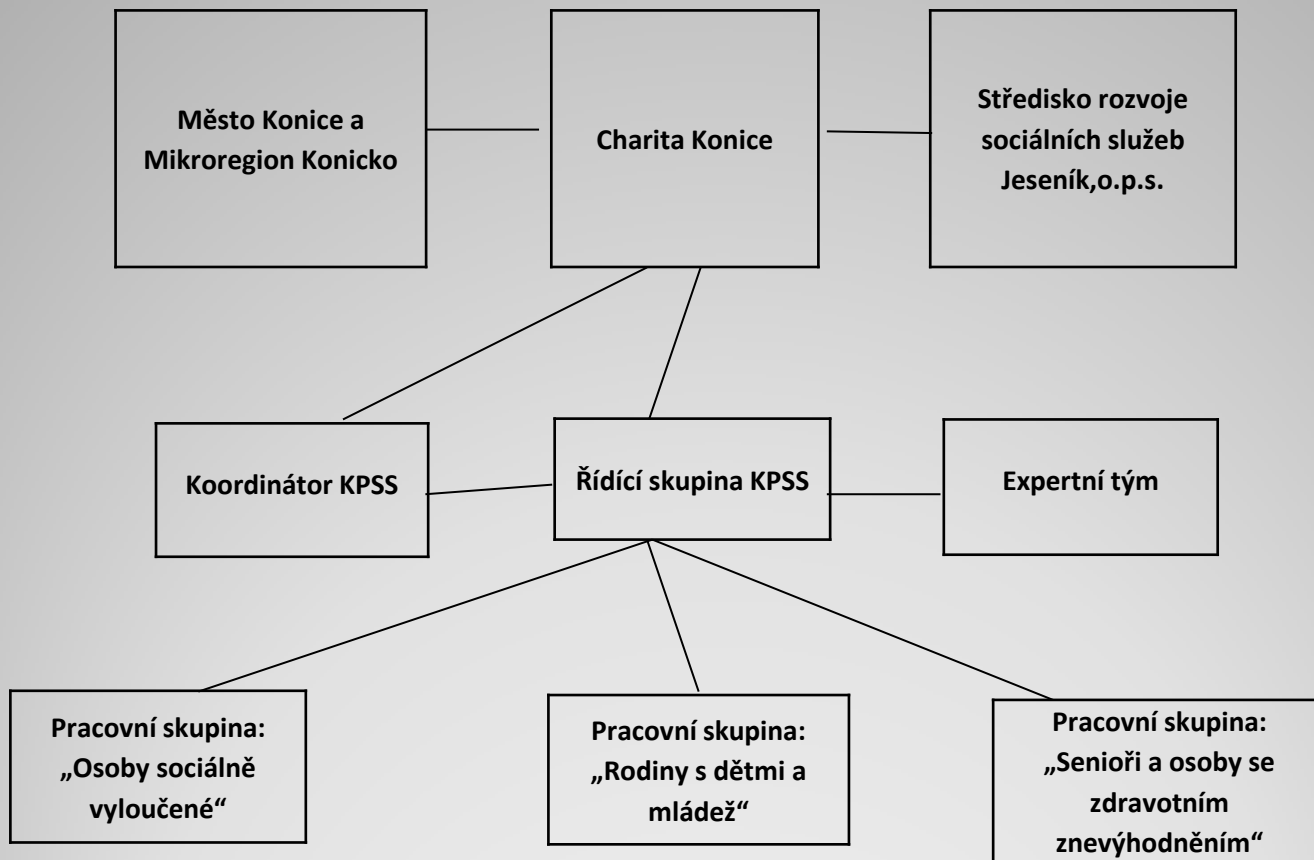 Město Konice a
Mikroregion Konicko
Charita Konice
Středisko rozvoje
sociálních služeb
Jeseník,o.p.s.
Koordinátor KPSS
Řídící skupina KPSS
Expertní tým
Pracovní skupina:
„Osoby sociálně
vyloučené“
Pracovní skupina:
„Rodiny s dětmi a
mládež“
Pracovní skupina:
„Senioři a osoby se
zdravotním
znevýhodněním“